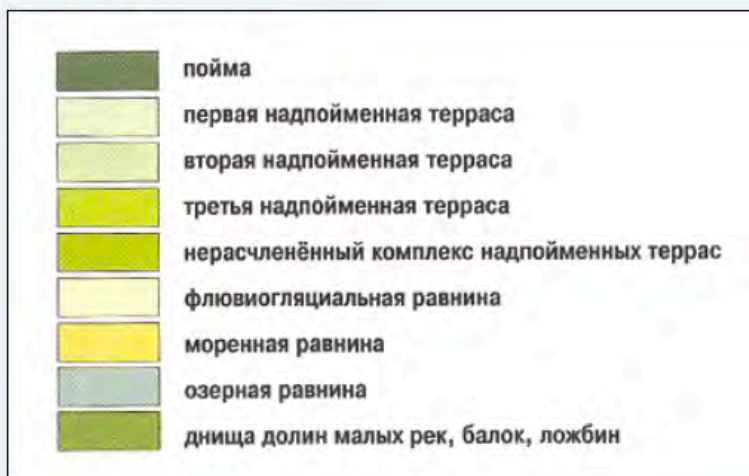 пойма
первая надпойменная терраса
вторая надпойменная терраса
третья надпойменная терраса
нерасчленённый комплекс надпойменных террас
флювиогляциальная равнина
моренная равнина
озерная равнина
днища долин малых рек, балок, ложбин